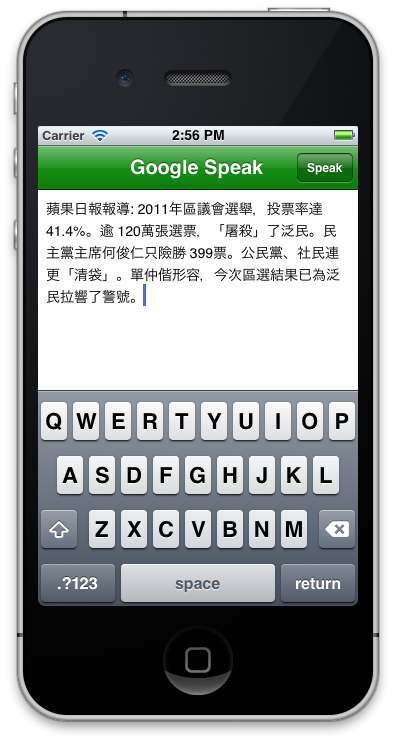 Carrier 2:56 PM
Google Speak Speak
蘋果日報報導: 2011年區議會選舉，投票率達
41.4%。逾 120萬張選票，「屠殺」了泛民。民
主黨主席何俊仁只險勝 399票。公民黨、社民連
更「清袋」。單仲偕形容，今次區選結果已為泛
民拉響了警號。
Q W E R T Y U I O P
A S D F G H J K L
Z X C V B N M
.?123 space return